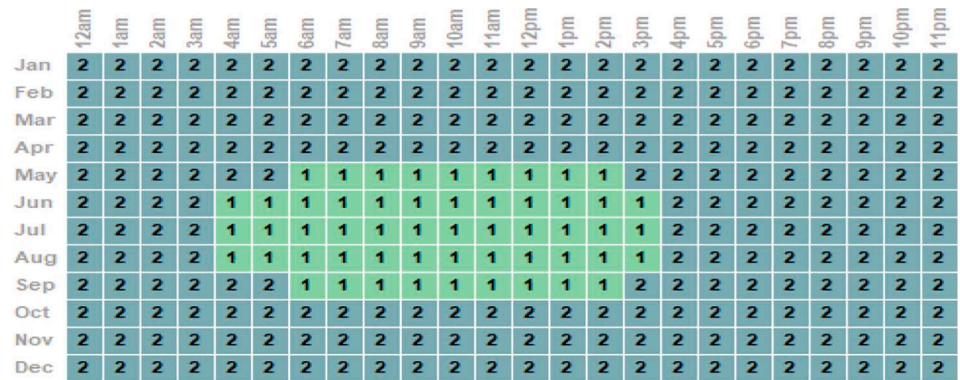 12am 1am 2am 3am 4am 5am 6am 7am 8am 9am 10am 11am 12pm 1pm 2pm 3pm 4pm 5pm 6pm 7pm 8pm 9pm 10pm 11pm
Jan 2 2 2 2 2 2 2 2 2 2 2 2 2 2 2 2 2 2 2 2 2 2 2 2
Feb 2 2 2 2 2 2 2 2 2 2 2 2 2 2 2 2 2 2 2 2 2 2 2 2
Mar 2 2 2 2 2 2 2 2 2 2 2 2 2 2 2 2 2 2 2 2 2 2 2 2
Apr 2 2 2 2 2 2 2 2 2 2 2 2 2 2 2 2 2 2 2 2 2 2 2 2
May 2 2 2 2 2 2 1 1 1 1 1 1 1 1 1 2 2 2 2 2 2 2 2 2
Jun 2 2 2 2 1 1 1 1 1 1 1 1 1 1 1 1 2 2 2 2 2 2 2 2
Jul 2 2 2 2 1 1 1 1 1 1 1 1 1 1 1 1 2 2 2 2 2 2 2 2
Aug 2 2 2 2 1 1 1 1 1 1 1 1 1 1 1 1 2 2 2 2 2 2 2 2
Sep 2 2 2 2 2 2 1 1 1 1 1 1 1 1 1 2 2 2 2 2 2 2 2 2
Oct 2 2 2 2 2 2 2 2 2 2 2 2 2 2 2 2 2 2 2 2 2 2 2 2
Nov 2 2 2 2 2 2 2 2 2 2 2 2 2 2 2 2 2 2 2 2 2 2 2 2
Dec 2 2 2 2 2 2 2 2 2 2 2 2 2 2 2 2 2 2 2 2 2 2 2 2